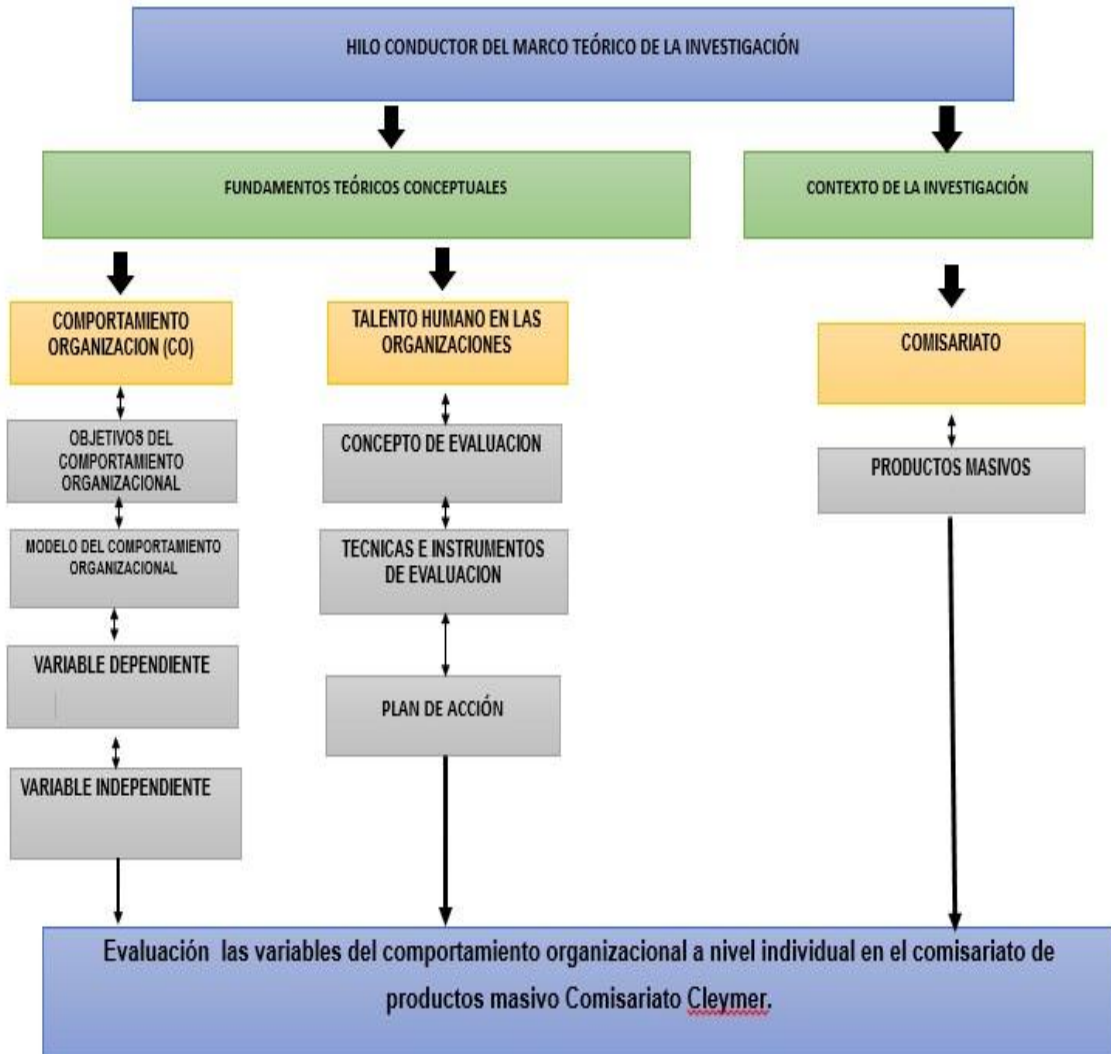 HILO CONDUCTOR DEL MARCO TEÓRICO DE LA INVESTIGACIÓN
FUNDAMENTOS TEÓRICOS CONCEPTUALES
CONTEXTO DE LA INVESTIGACIÓN
COMPORTAMIENTO
ORGANIZACION (CO)
OBJETIVOS DEL
COMPORTAMIENTO
ORGANIZACIONAL
MODELO DEL COMPORTAMIENTO
ORGANIZACIONAL
VARIABLE DEPENDIENTE
VARIABLE INDEPENDIENTE
TALENTO HUMANO EN LAS
ORGANIZACIONES
CONCEPTO DE EVALUACION
TECNICAS E INSTRUMENTOS
DE EVALUACION
PLAN DE ACCIÓN
COMISARIATO
PRODUCTOS MASIVOS
Evaluación las variables del comportamiento organizacional a nivel individual en el comisariato de
productos masivo Comisariato Cleymer.